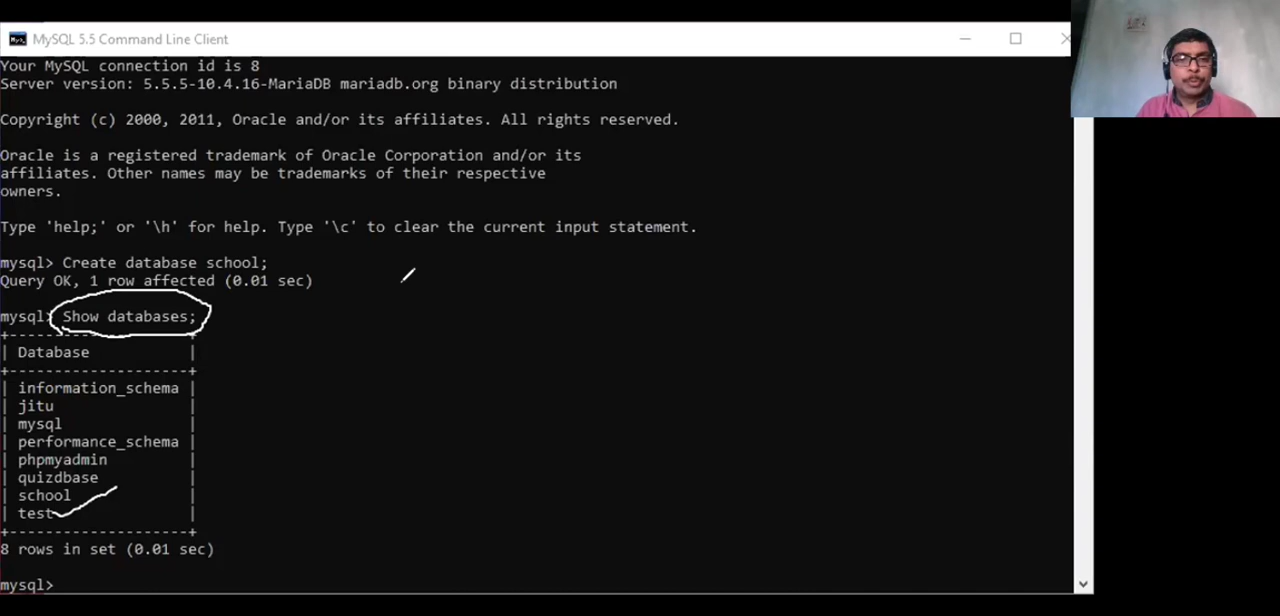 MySQL 5.5 Command Line Client
Your MySQL connection id is 8
Server version: 5.5.5-10.4.16-MariaDB mariadb.org binary distribution
Copyright (c) 2000, 2011, Oracle and/or its affiliates. All rights reserved.
Oracle is a registered trademark of Oracle Corporation and/or its
affiliates. Other names may be trademarks of their respective
owners.
Type 'help;' or '\h' for help. Type '\c' to clear the current input statement.
mysql> Create database school;
Query OK, 1 row affected (0.01 sec)
mysql> Show databases;
+--------------------+
| Database           |
+--------------------+
| information_schema |
| jitu               |
| mysql              |
| performance_schema |
| phpmyadmin         |
| quizdbase          |
| school             |
| test               |
+--------------------+
8 rows in set (0.01 sec)
mysql>